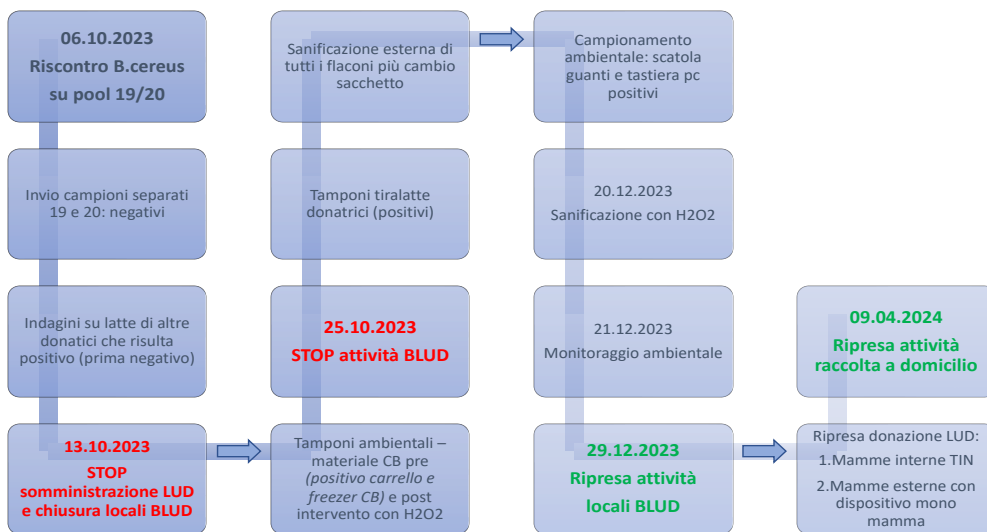 06.10.2023
Riscontro B.cereus
su pool 19/20
Invio campioni separati
19 e 20: negativi
Indagini su latte di altre
donatici che risulta
positivo (prima negativo)
13.10.2023
STOP
somministrazione LUD
e chiusura locali BLUD
Tamponi ambientali –
materiale CB pre
(positivo carrello e
freezer CB) e post
intervento con H2O2
25.10.2023
STOP attività BLUD
Tamponi tiralatte
donatrici (positivi)
Sanificazione esterna di
tutti i flaconi più cambio
sacchetto
Campionamento
ambientale: scatola
guanti e tastiera pc
positivi
20.12.2023
Sanificazione con H2O2
21.12.2023
Monitoraggio ambientale
29.12.2023
Ripresa attività
locali BLUD
Ripresa donazione LUD:
1.Mamme interne TIN
2.Mamme esterne con
dispositivo mono
mamma
09.04.2024
Ripresa attività
raccolta a domicilio